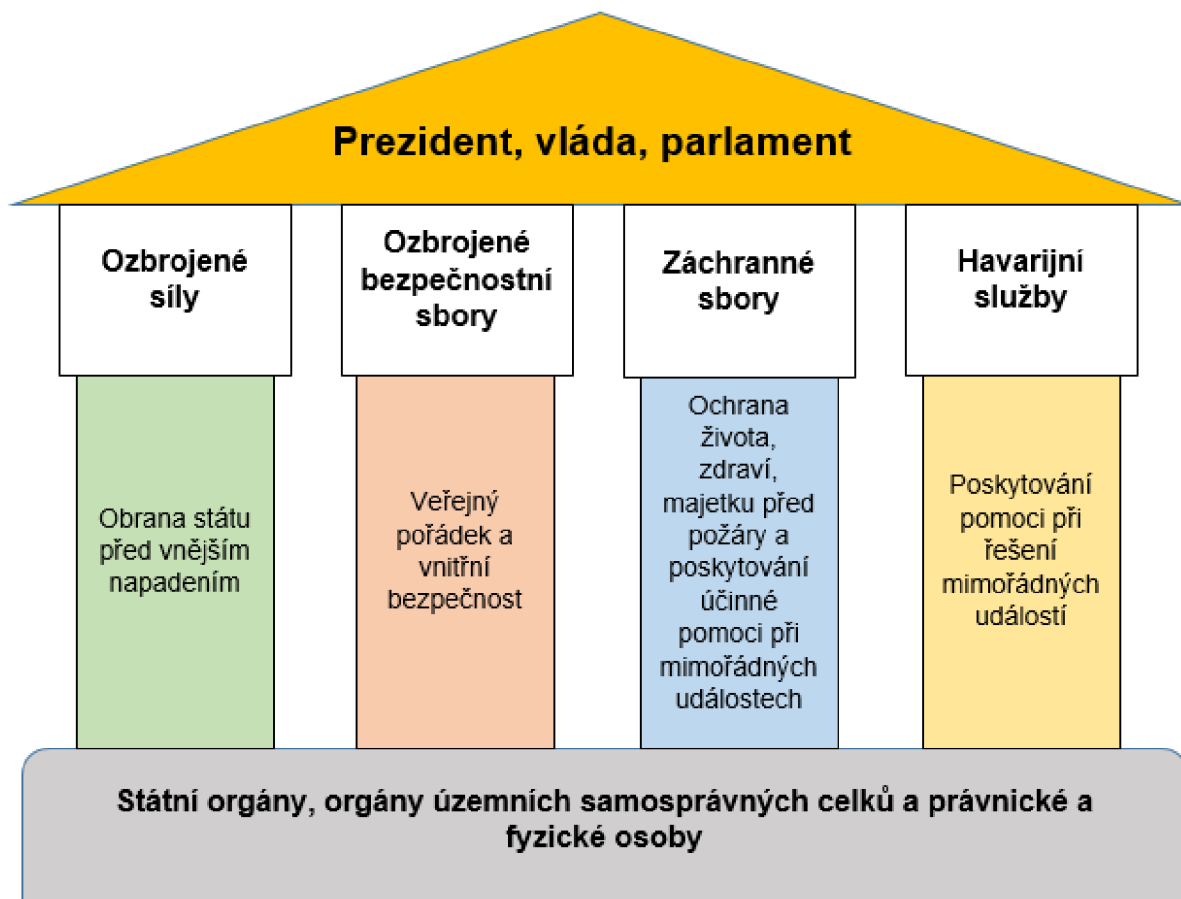 Prezident, vláda, parlament
Ozbrojené
síly
Ozbrojené
bezpečnostní
sbory
Záchranné
sbory
Havarijní
služby
Obrana státu
před vnějším
napadením
Veřejný
pořádek a
vnitřní
bezpečnost
Ochrana
života,
zdraví,
majetku před
požáry a
poskytování
účinné
pomoci při
mimořádných
událostech
Poskytování
pomoci při
řešení
mimořádných
událostí
Státní orgány, orgány územních samosprávných celků a právnické a
fyzické osoby